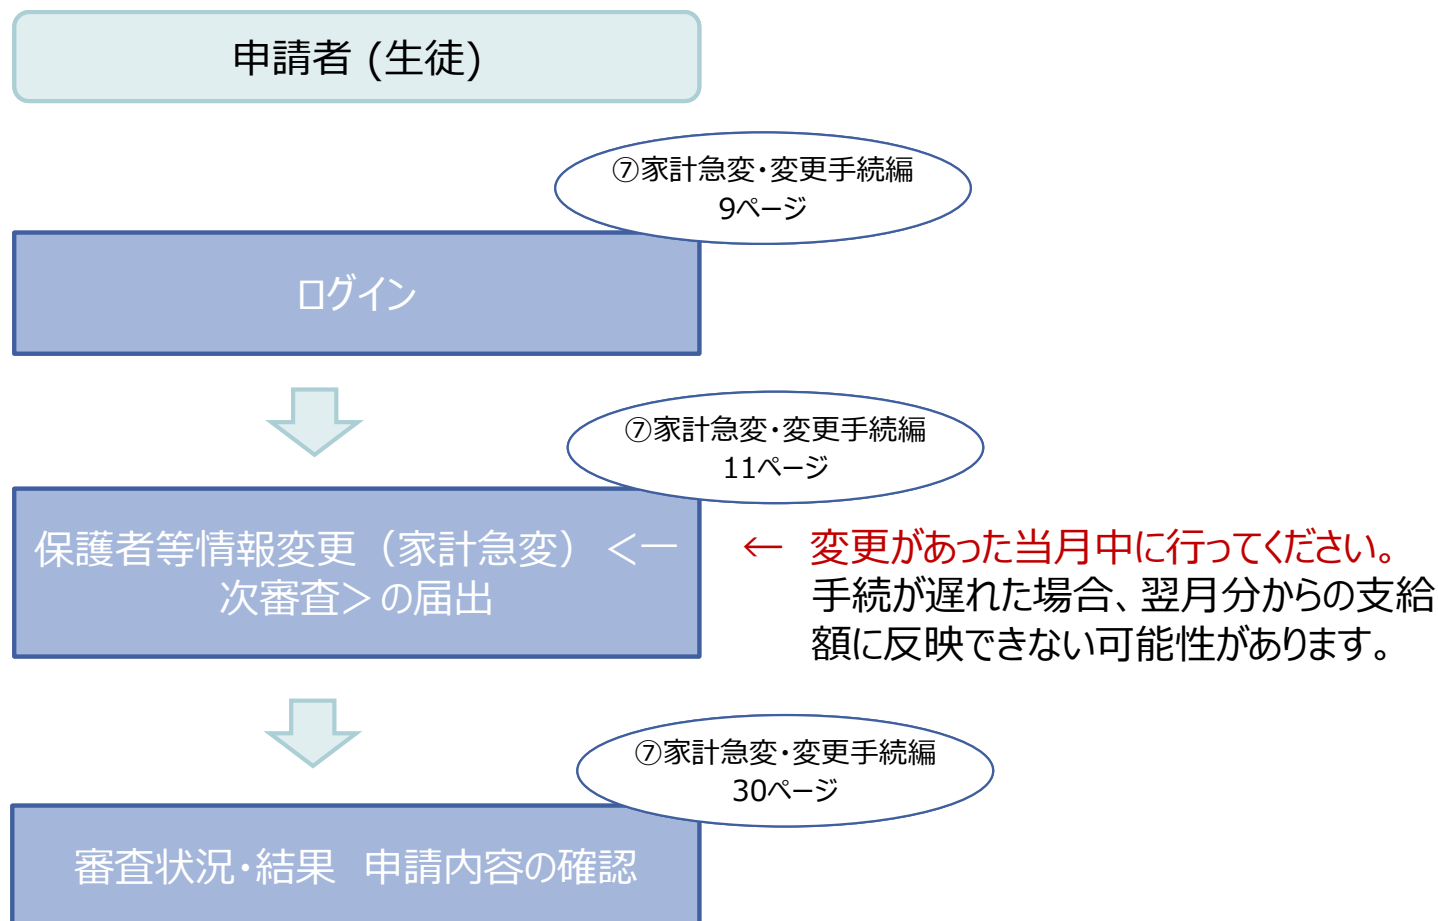 申請者 (生徒)
⑦家計急変・変更手続編
9ページ
ログイン
⑦家計急変・変更手続編
11ページ
保護者等情報変更（家計急変）＜一
次審査＞の届出
← 変更があった当月中に行ってください。
手続が遅れた場合、翌月分からの支給
額に反映できない可能性があります。
⑦家計急変・変更手続編
30ページ
審査状況・結果　申請内容の確認